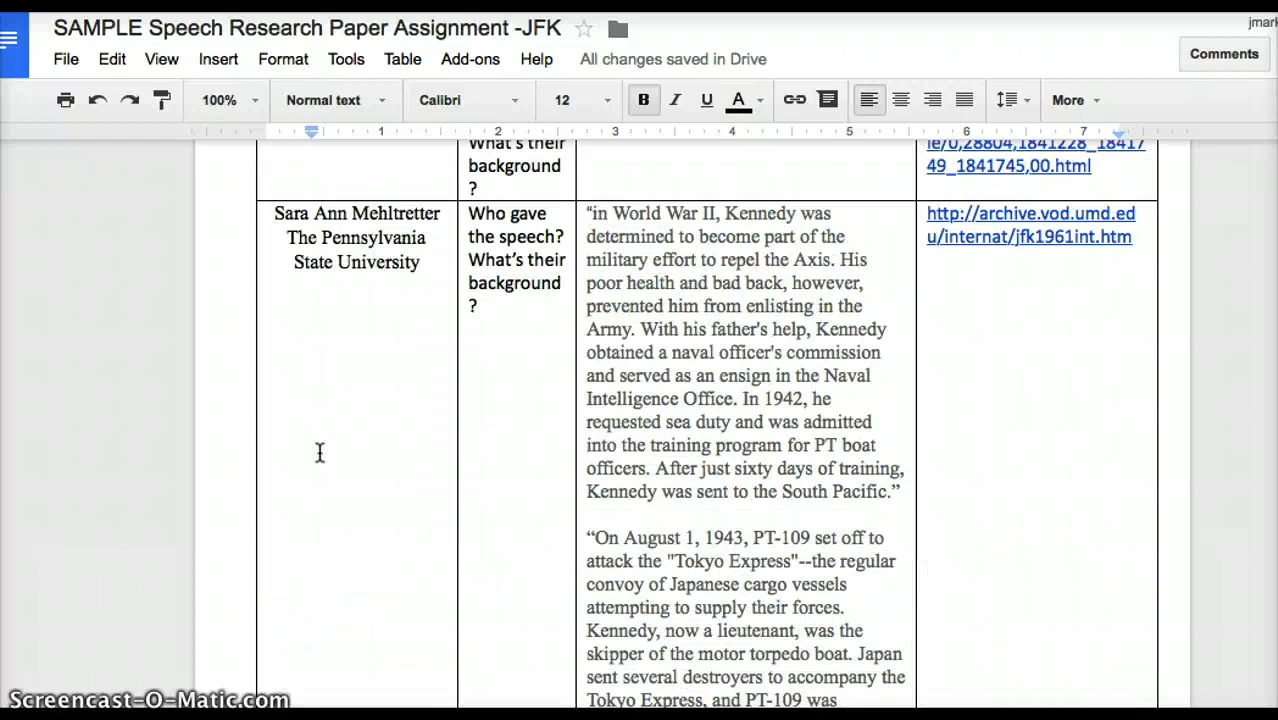 SAMPLE Speech Research Paper Assignment -JFK
jmark
File Edit View Insert Format Tools Table Add-ons Help All changes saved in Drive
Comments
100% Normal text Calibri 12 B I U A More
1 2 3 4 5 6 7
What's their
background
?
le/0,28804,1841228_1841
749_1841745,00.html
Sara Ann Mehltretter
The Pennsylvania
State University
Who gave
the speech?
What's their
background
?
“in World War II, Kennedy was
determined to become part of the
military effort to repel the Axis. His
poor health and bad back, however,
prevented him from enlisting in the
Army. With his father's help, Kennedy
obtained a naval officer's commission
and served as an ensign in the Naval
Intelligence Office. In 1942, he
requested sea duty and was admitted
into the training program for PT boat
officers. After just sixty days of training,
Kennedy was sent to the South Pacific.”
“On August 1, 1943, PT-109 set off to
attack the "Tokyo Express"--the regular
convoy of Japanese cargo vessels
attempting to supply their forces.
Kennedy, now a lieutenant, was the
skipper of the motor torpedo boat. Japan
sent several destroyers to accompany the
Tokyo Express, and PT-109 was
http://archive.vod.umd.ed
u/internat/jfk1961int.htm
Screencast-O-Matic.com